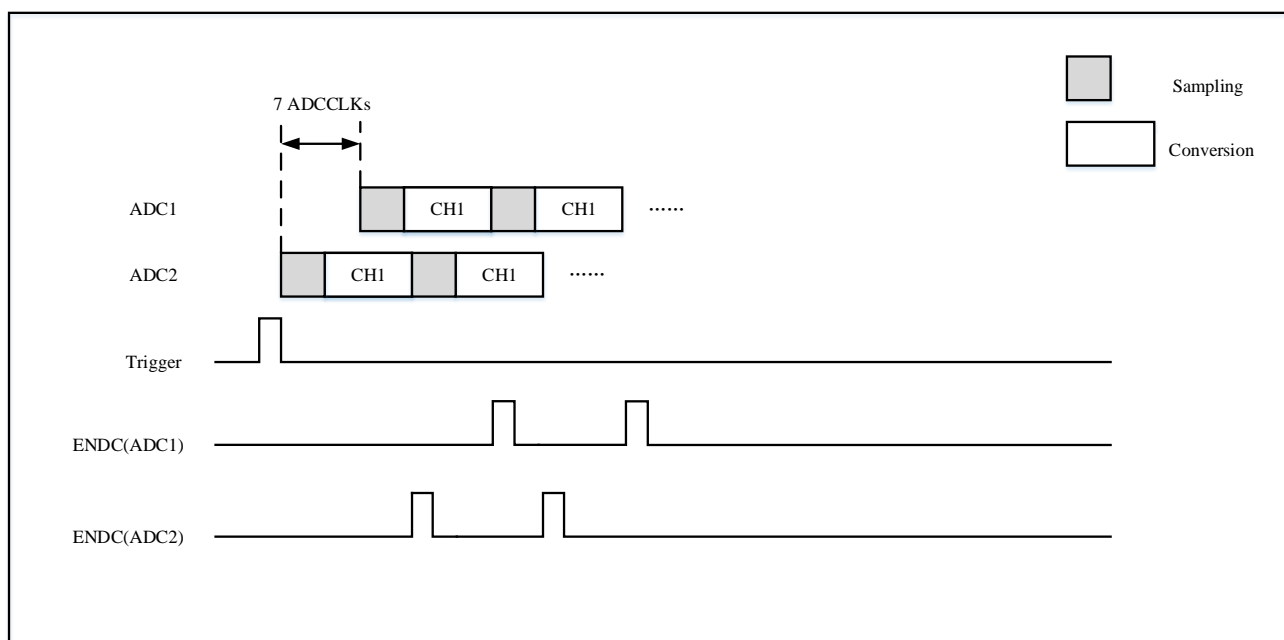 Sampling
7 ADCCLKs
Conversion
ADC1
CH1
CH1
······
ADC2
CH1
CH1
······
Trigger
ENDC(ADC1)
ENDC(ADC2)